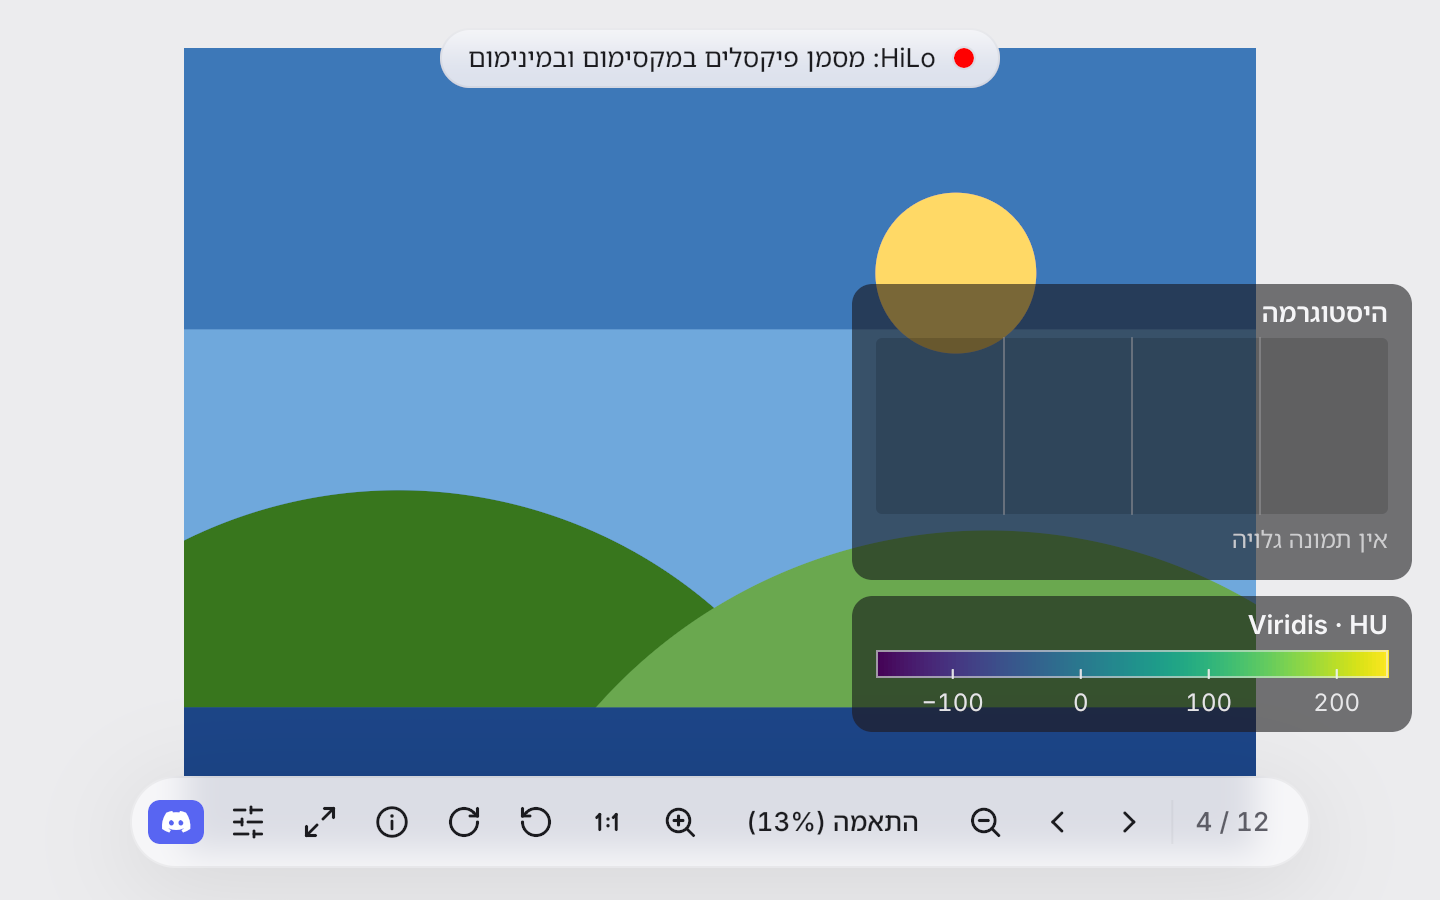 HiLo: מסמן פיקסלים במקסימום ובמינימום
היסטוגרמה
אין תמונה גלויה
Viridis · HU
−100 0 100 200
4 / 12 התאמה (13%) 1:1